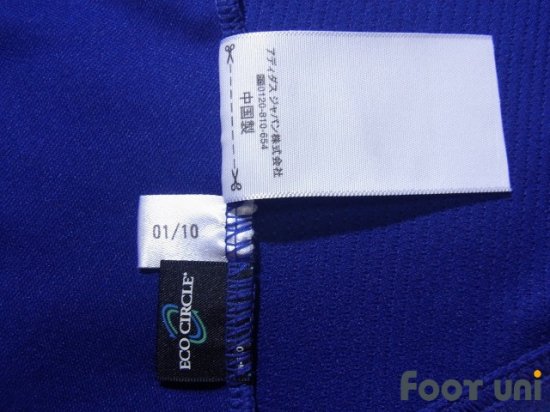 アディダス ジャパン株式会社
0120-810-654
中国製
01/10
ECO CIRCLE
FOOT UNI